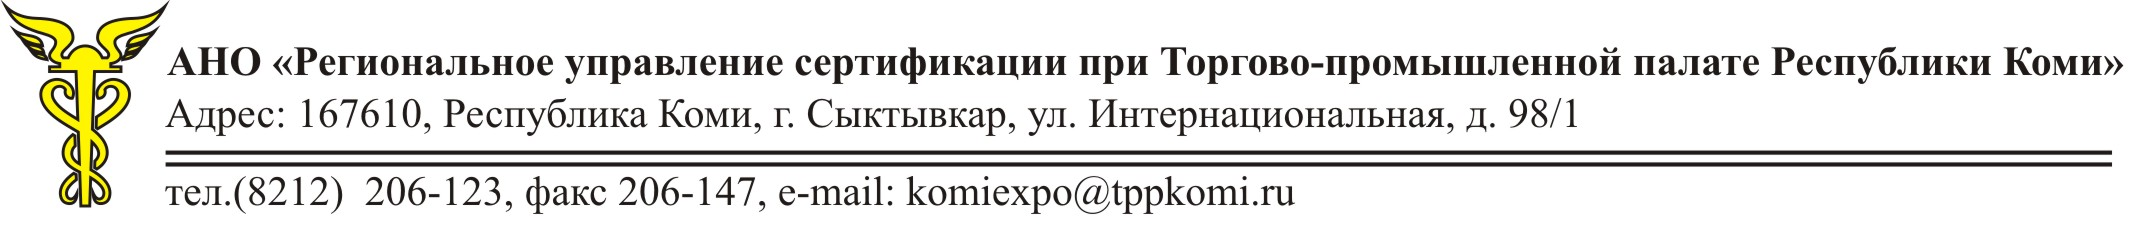 АНО «Региональное управление сертификации при Торгово-промышленной палате Республики Коми»
Адрес: 167610, Республика Коми, г. Сыктывкар, ул. Интернациональная, д. 98/1
тел.(8212)  206-123, факс 206-147, e-mail: komiexpo@tppkomi.ru